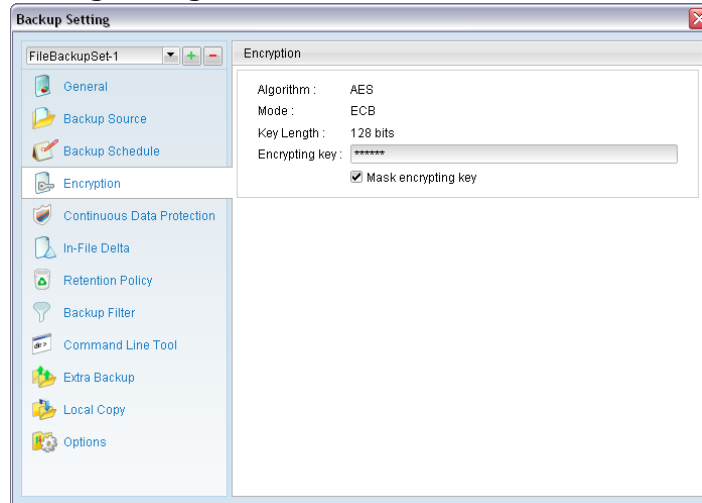 Backup Setting
FileBackupSet-1
+
-
General
Backup Source
Backup Schedule
Encryption
Continuous Data Protection
In-File Delta
Retention Policy
Backup Filter
Command Line Tool
Extra Backup
Local Copy
Options
Encryption
Algorithm : AES
Mode : ECB
Key Length : 128 bits
Encrypting key : ******
Mask encrypting key